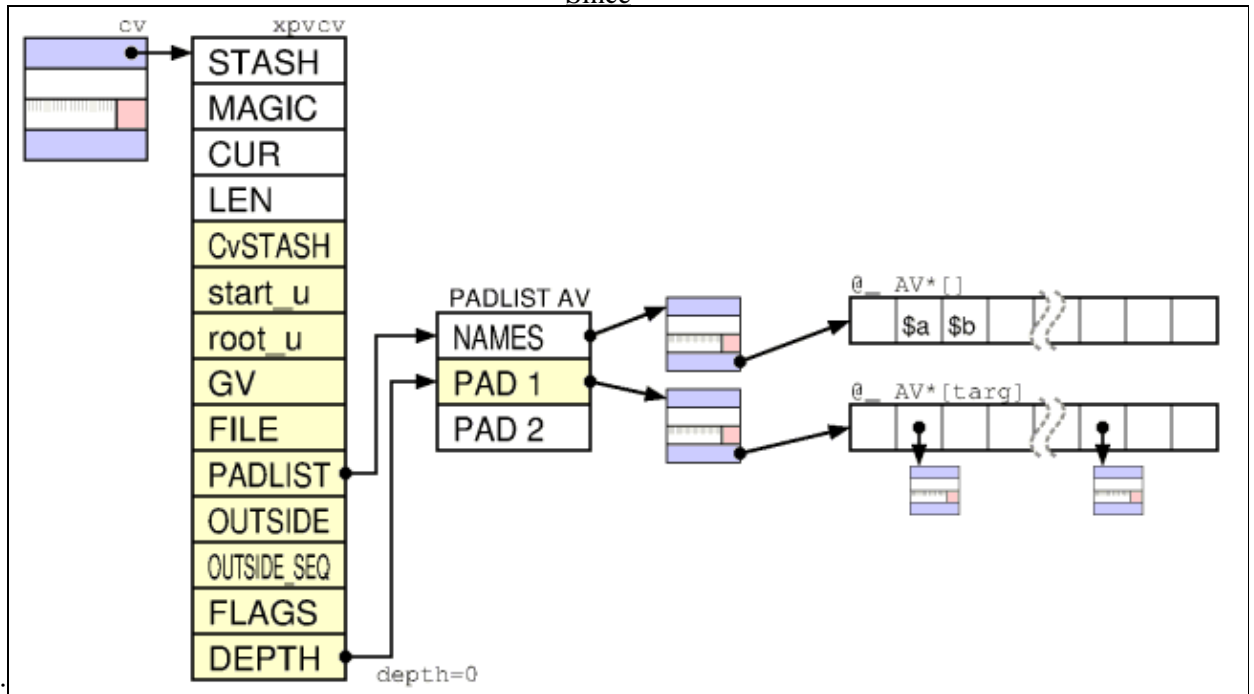 Since
cv
xpvcv
STASH
MAGIC
CUR
LEN
CvSTASH
start_u
root_u
GV
FILE
PADLIST
OUTSIDE
OUTSIDE_SEQ
FLAGS
DEPTH
depth=0
PADLIST AV
NAMES
PAD 1
PAD 2
@_ AV*[]
$a $b
@_ AV*[targ]
.